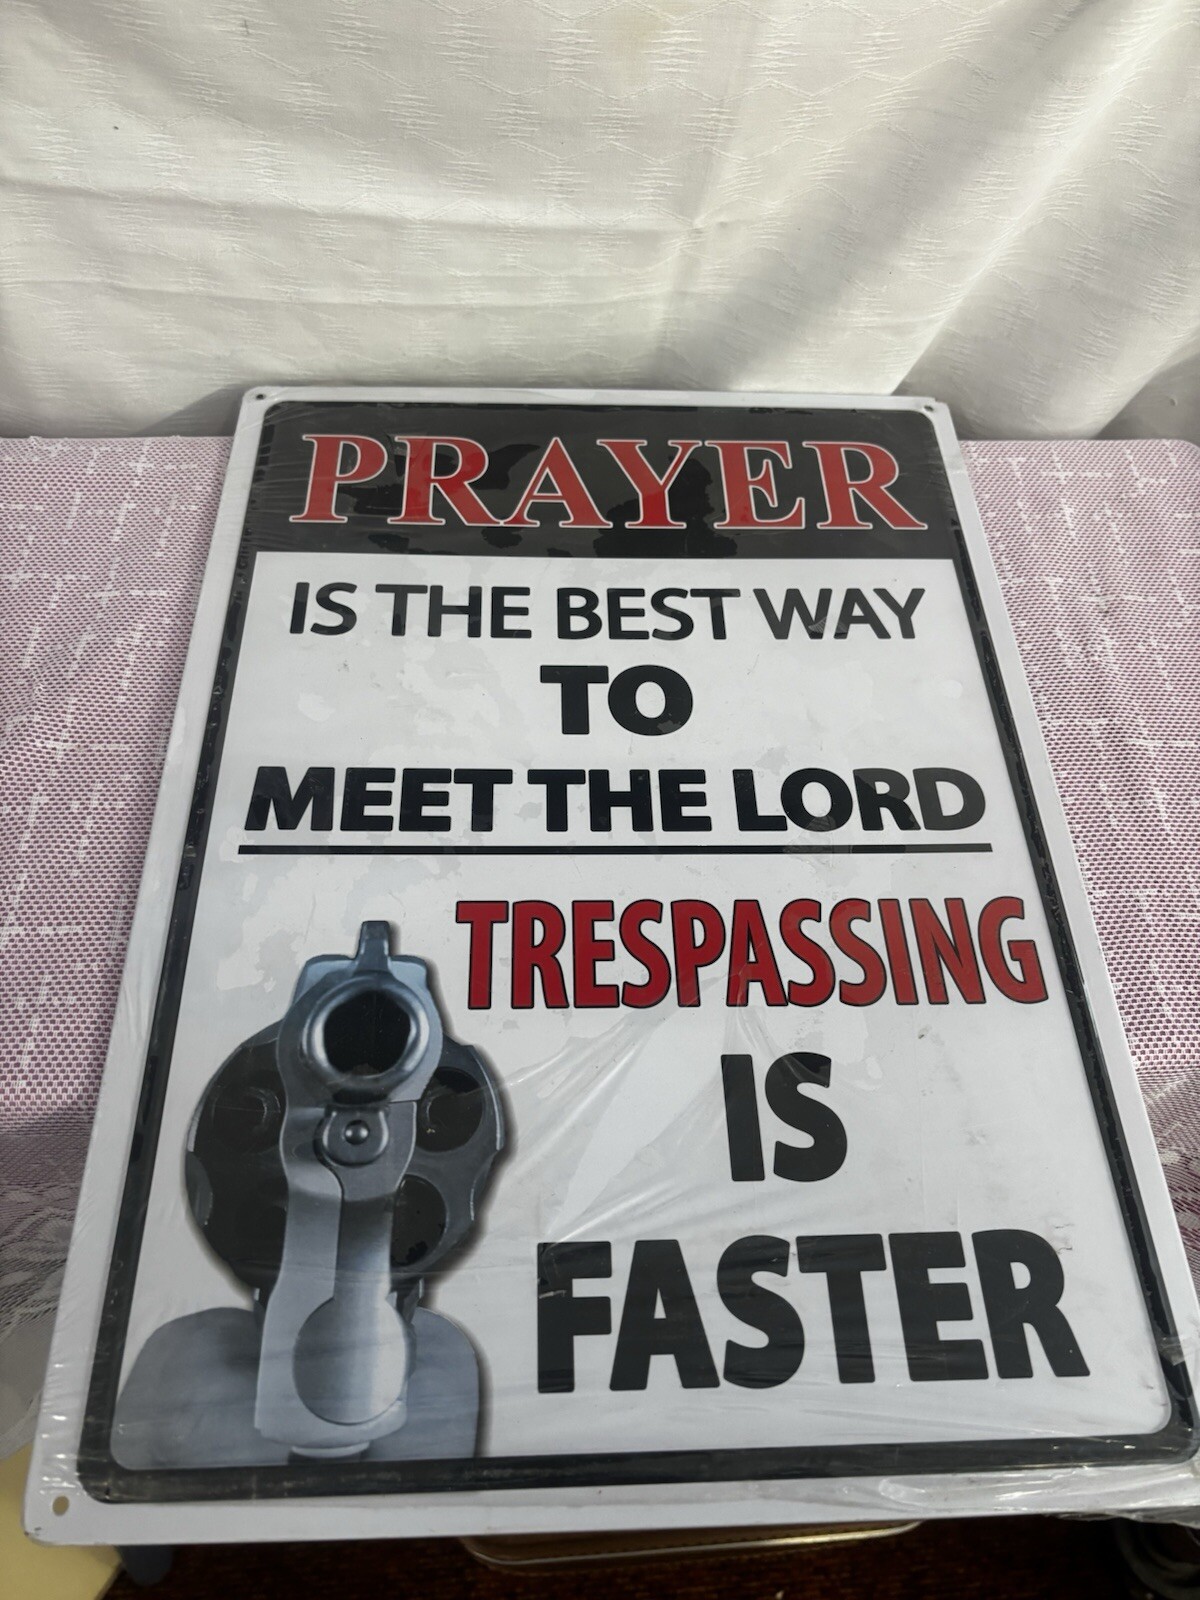 PRAYER
IS THE BEST WAY
TO
MEET THE LORD
TRESPASSING
IS
FASTER